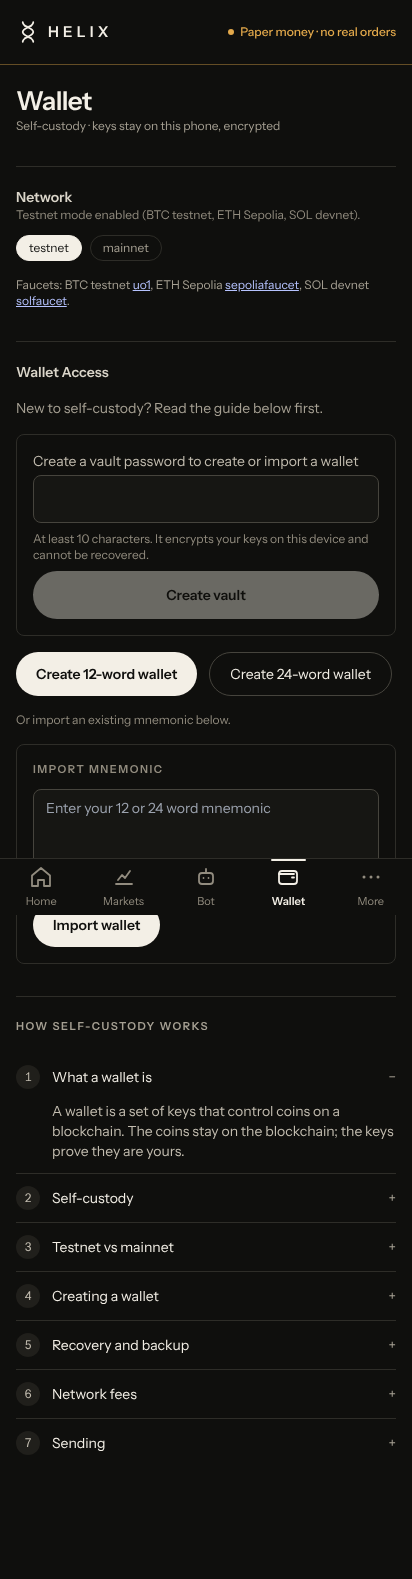 HELIX
Paper money · no real orders
Wallet
Self-custody · keys stay on this phone, encrypted
Network
Testnet mode enabled (BTC testnet, ETH Sepolia, SOL devnet).
testnet
mainnet
Faucets: BTC testnet uo1, ETH Sepolia sepoliafaucet, SOL devnet
solfaucet.
Wallet Access
New to self-custody? Read the guide below first.
Create a vault password to create or import a wallet
At least 10 characters. It encrypts your keys on this device and
cannot be recovered.
Create vault
Create 12-word wallet
Create 24-word wallet
Or import an existing mnemonic below.
IMPORT MNEMONIC
Enter your 12 or 24 word mnemonic
Home
Markets
Bot
Wallet
More
Import wallet
HOW SELF-CUSTODY WORKS
1 What a wallet is −
A wallet is a set of keys that control coins on a
blockchain. The coins stay on the blockchain; the keys
prove they are yours.
2 Self-custody +
3 Testnet vs mainnet +
4 Creating a wallet +
5 Recovery and backup +
6 Network fees +
7 Sending +